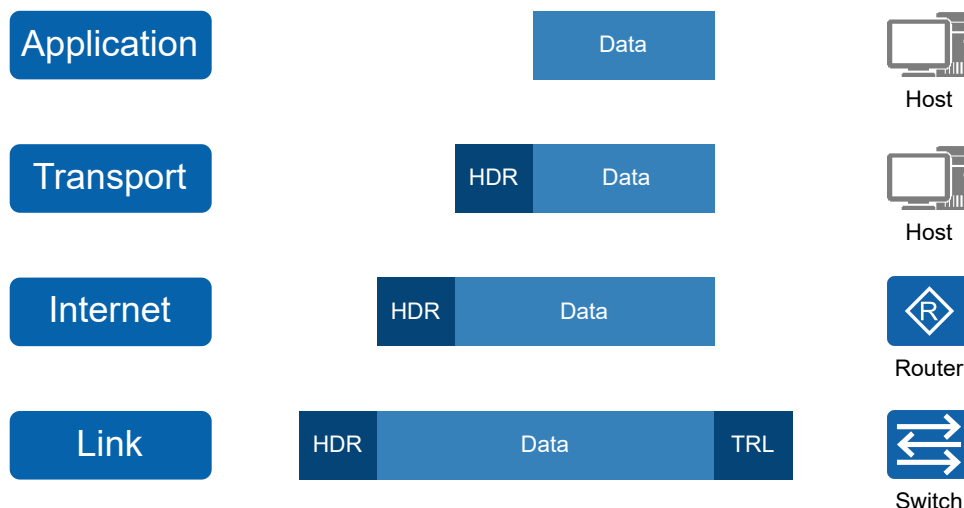 Application
Data
Host
Transport
HDR
Data
Host
Internet
HDR
Data
R
Router
Link
HDR
Data
TRL
Switch